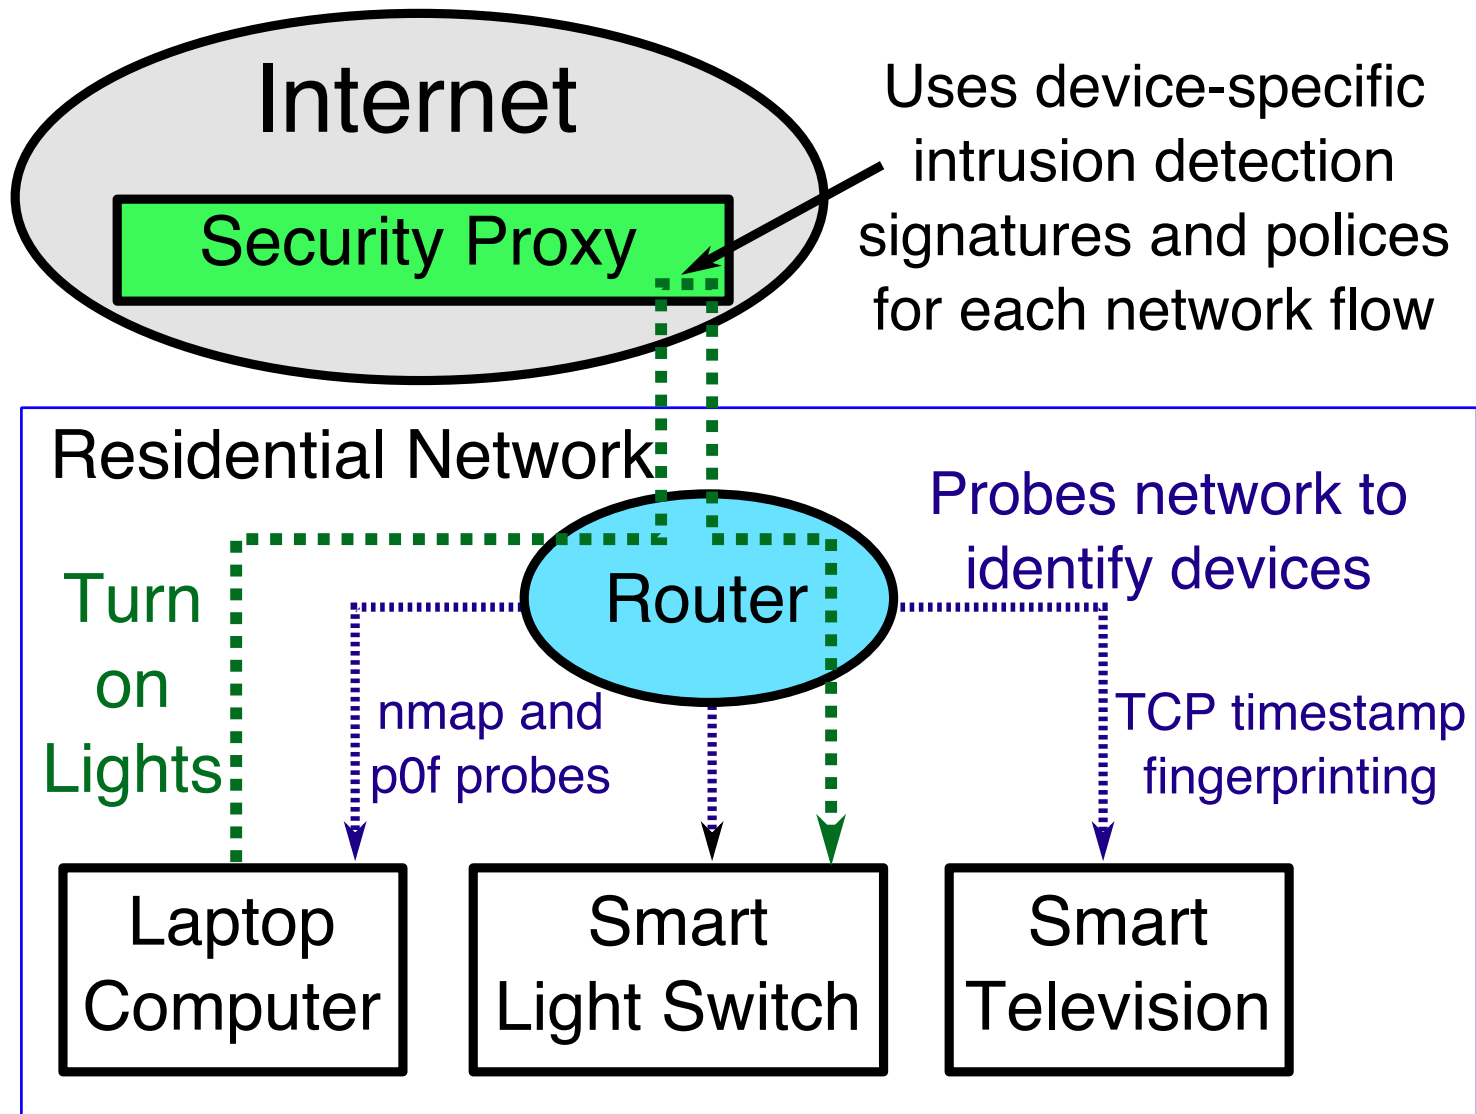 Internet
Security Proxy
Uses device-specific
intrusion detection
signatures and polices
for each network flow
Residential Network
Probes network to
identify devices
Router
Turn
on
Lights
nmap and
p0f probes
TCP timestamp
fingerprinting
Laptop
Computer
Smart
Light Switch
Smart
Television